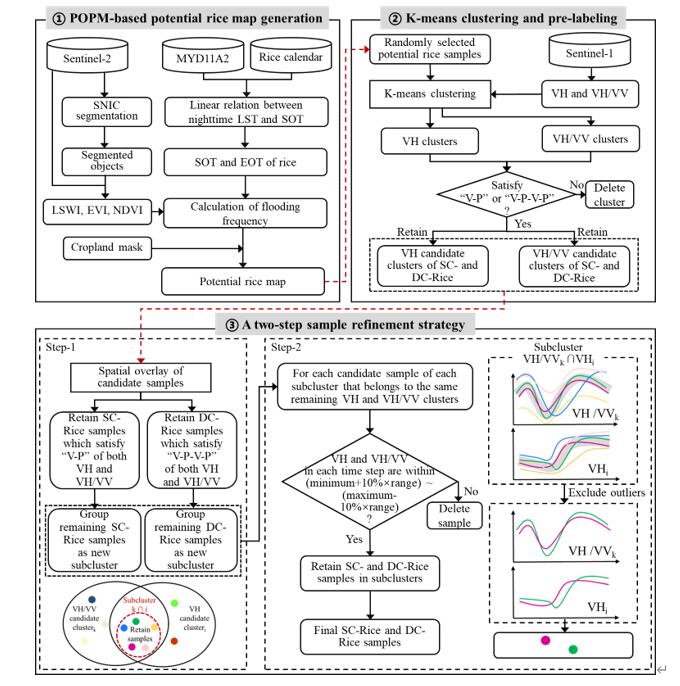 ① POPM-based potential rice map generation
Sentinel-2
MYD11A2
Rice calendar
SNIC
segmentation
Linear relation between
nighttime LST and SOT
Segmented
objects
SOT and EOT of rice
LSWI, EVI, NDVI
Calculation of flooding
frequency
Cropland mask
Potential rice map
② K-means clustering and pre-labeling
Randomly selected
potential rice samples
Sentinel-1
K-means clustering
VH and VH/VV
VH clusters
VH/VV clusters
Satisfy
“V-P” or “V-P-V-P”
?
No
Delete
cluster
Yes
Retain
Retain
VH candidate
clusters of SC- and
DC-Rice
VH/VV candidate
clusters of SC- and
DC-Rice
③ A two-step sample refinement strategy
Step-1
Spatial overlay of
candidate samples
Retain SC-
Rice samples
which satisfy
“V-P” of both
VH and
VH/VV
Retain DC-
Rice samples
which satisfy
“V-P-V-P”
of both VH
and VH/VV
Group
remaining SC-
Rice samples
as new
subcluster
Group
remaining DC-
Rice samples
as new
subcluster
VH/VV
candidate
clusterk
Subcluster
k∩i
Retain
samples
VH
candidate
clusteri
Step-2
For each candidate sample of each
subcluster that belongs to the same
remaining VH and VH/VV clusters
VH and VH/VV
in each time step are within
(minimum+10%×range) ~
(maximum-
10%×range)
?
No
Delete
sample
Yes
Retain SC- and DC-Rice
samples in subclusters
Final SC-Rice and DC-
Rice samples
Subcluster
VH/VVk∩VHi
VH /VVk
VHi
Exclude outliers
VH /VVk
VHi